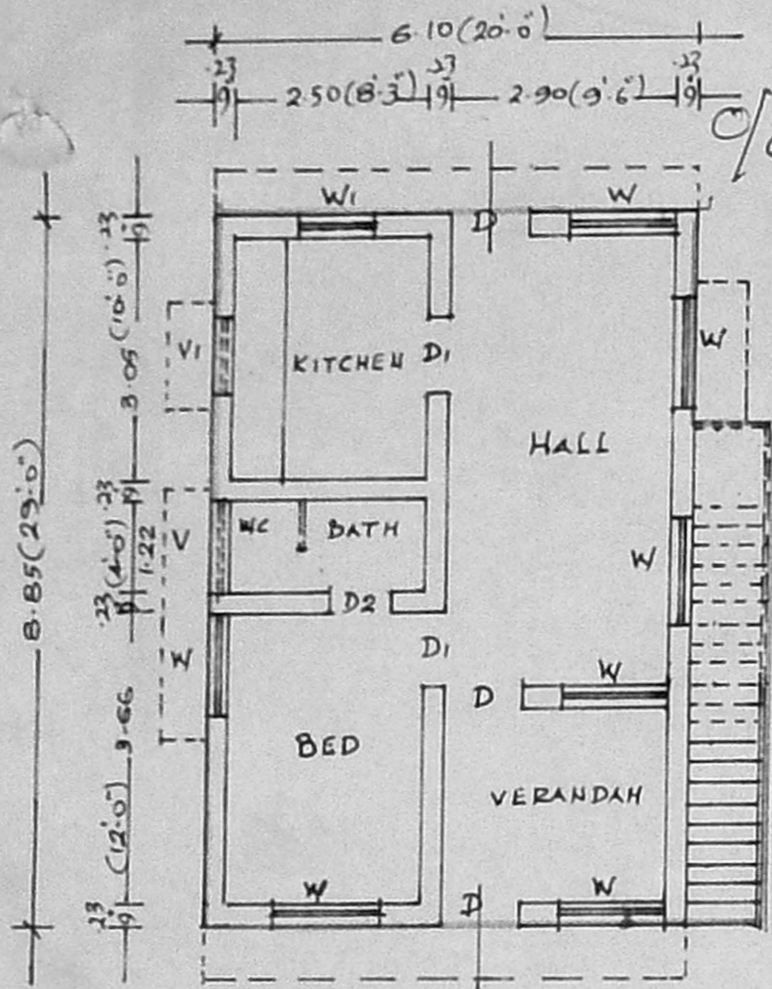 6.10(20'.0")
.23 .23 .23
9" 2.50(8'.3") 9" 2.90(9'.6") 9"
W1 D W
.23
9"
3.05 (10'.0")
V1 KITCHEN D1 W
HALL
8.85(29'.0")
.23
9"
(4'.0") 1.22
V WC BATH W
.23
D2
W D1
D W
3.66
(12'.0")
BED
VERANDAH
W D W
.23
9"